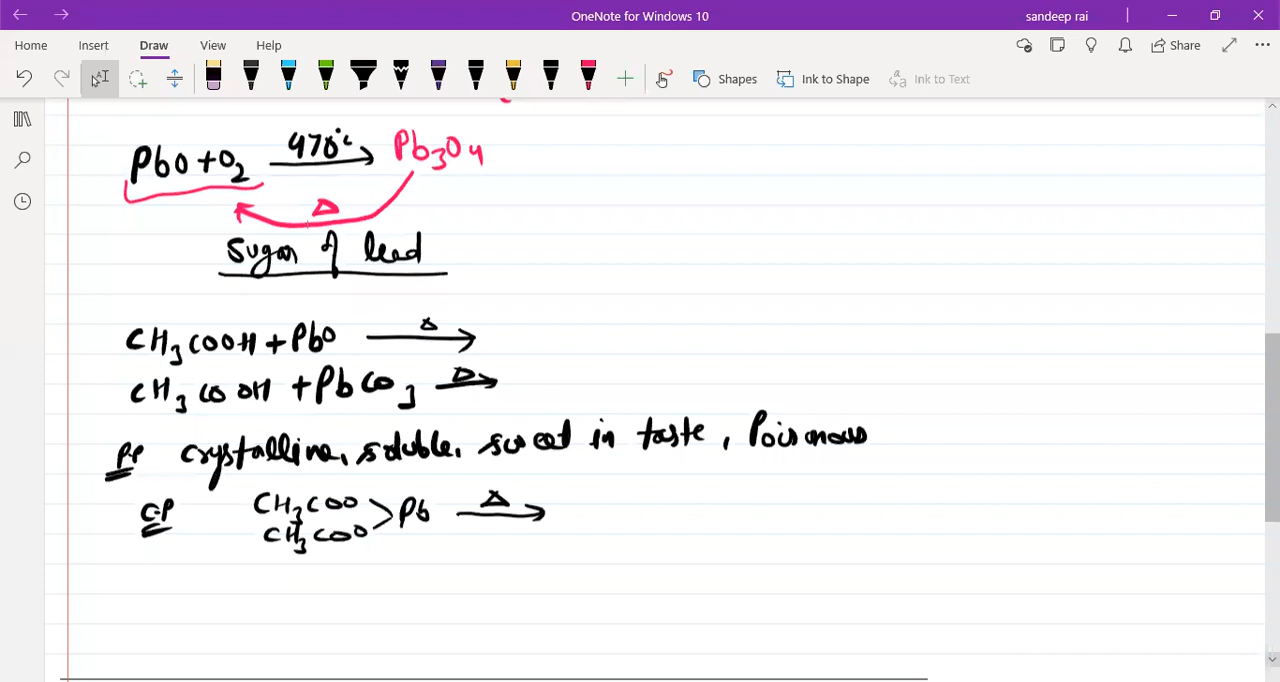 OneNote for Windows 10
sandeep rai
Home Insert Draw View Help
Share
Shapes Ink to Shape Ink to Text
PbO + O₂ 470°C Pb₃O₄
Δ
Sugar of lead
CH₃COOH + PbO Δ
CH₃COOH + PbCO₃ Δ
PP crystalline, soluble, sweet in taste, Poisonous
C.P CH₃COO > Pb Δ
CH₃COO